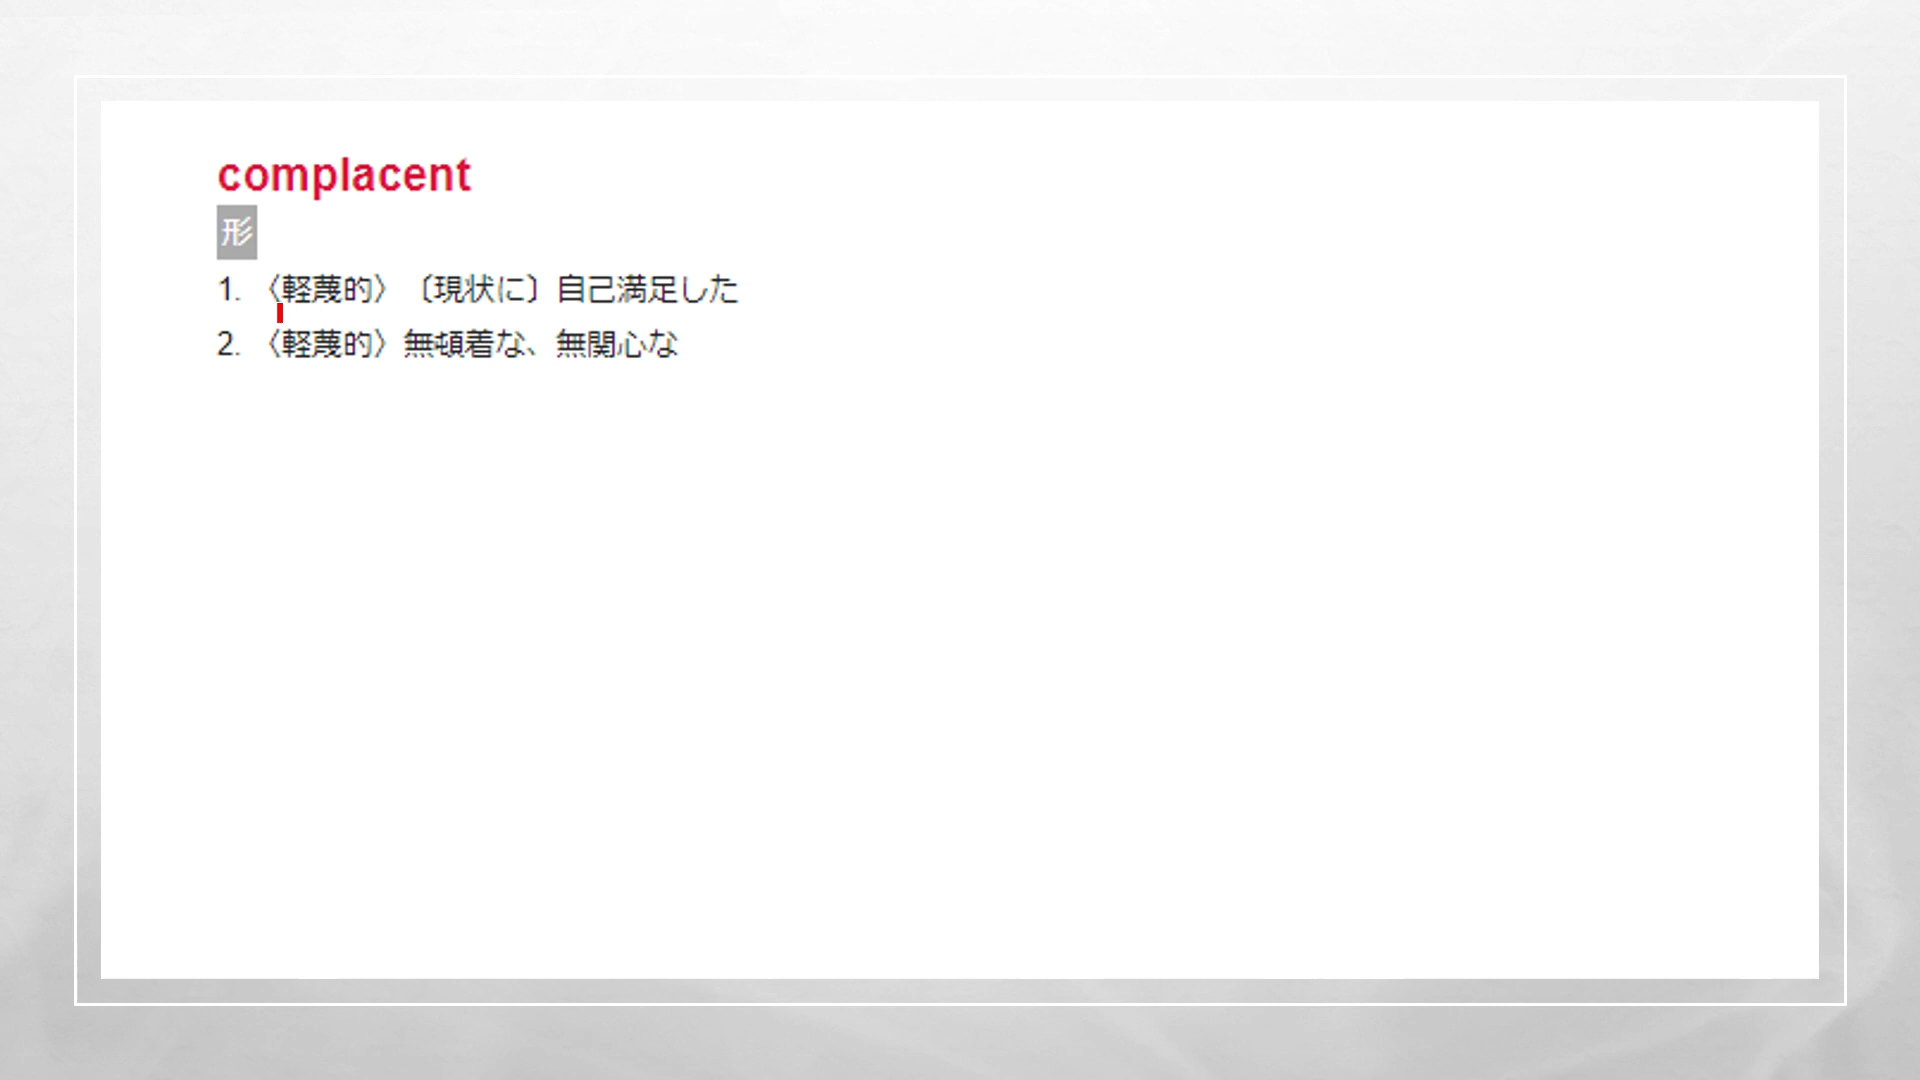 complacent
形
1. 〈軽蔑的〉〔現状に〕自己満足した
2. 〈軽蔑的〉無頓着な、無関心な